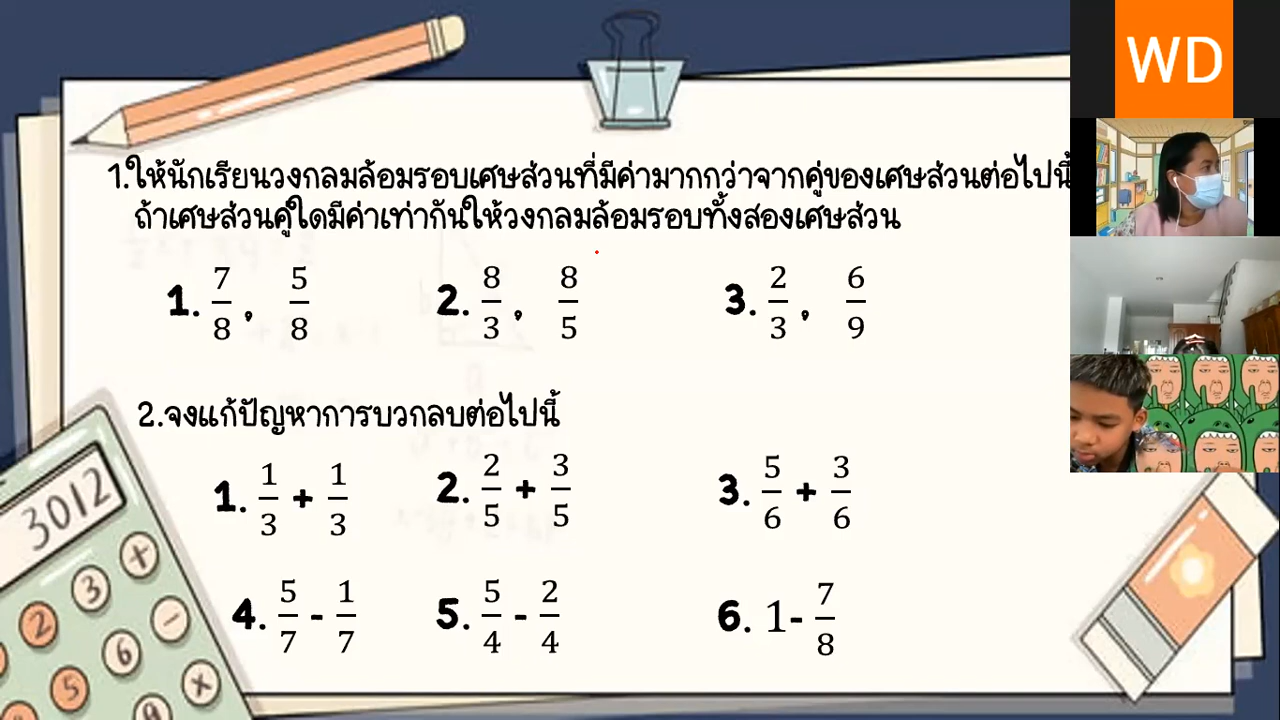 WD
1.ให้นักเรียนวงกลมล้อมรอบเศษส่วนที่มีค่ามากกว่าจากคู่ของเศษส่วนต่อไปนี้
ถ้าเศษส่วนคู่ใดมีค่าเท่ากันให้วงกลมล้อมรอบทั้งสองเศษส่วน
1. 7/8 , 5/8 2. 8/3 , 8/5 3. 2/3 , 6/9
2.จงแก้ปัญหาการบวกลบต่อไปนี้
1. 1/3 + 1/3 2. 2/5 + 3/5 3. 5/6 + 3/6
4. 5/7 - 1/7 5. 5/4 - 2/4 6. 1- 7/8
3012
3 +
2 6 −
5 ×